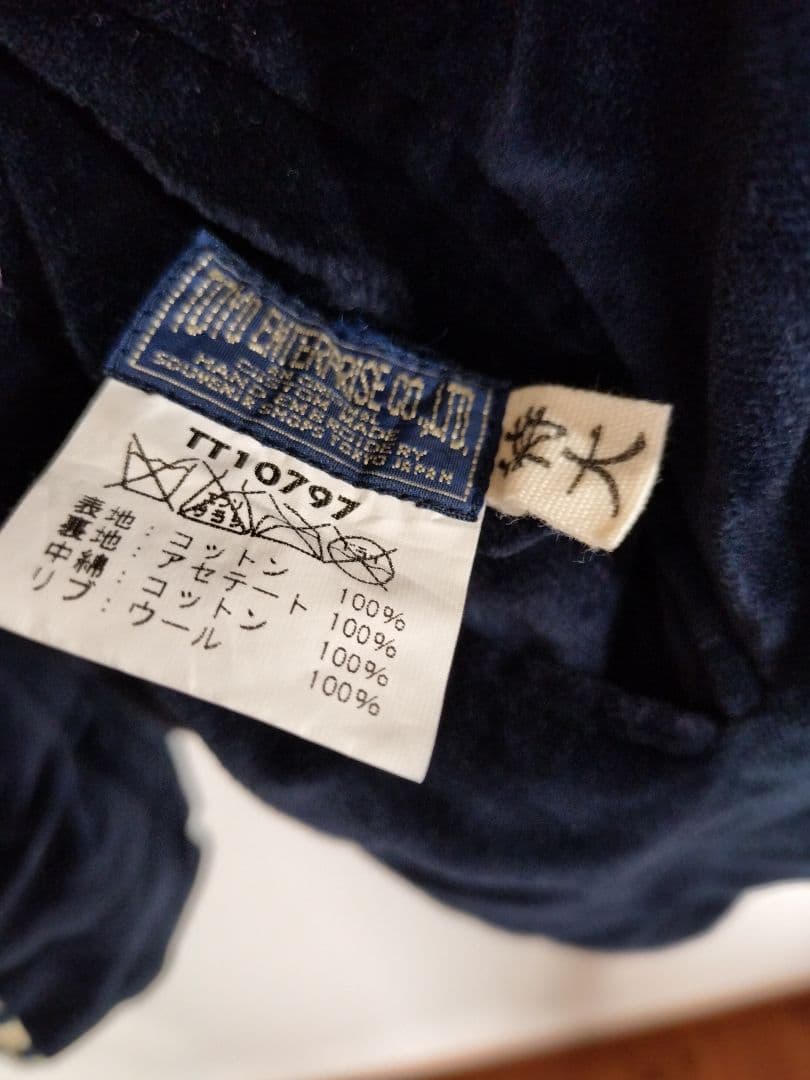 TOYO ENTERPRISE CO.,LTD.
特大
TT10797
表地:コットン 100%
裏地:アセテート 100%
中綿:コットン 100%
リブ:ウール 100%